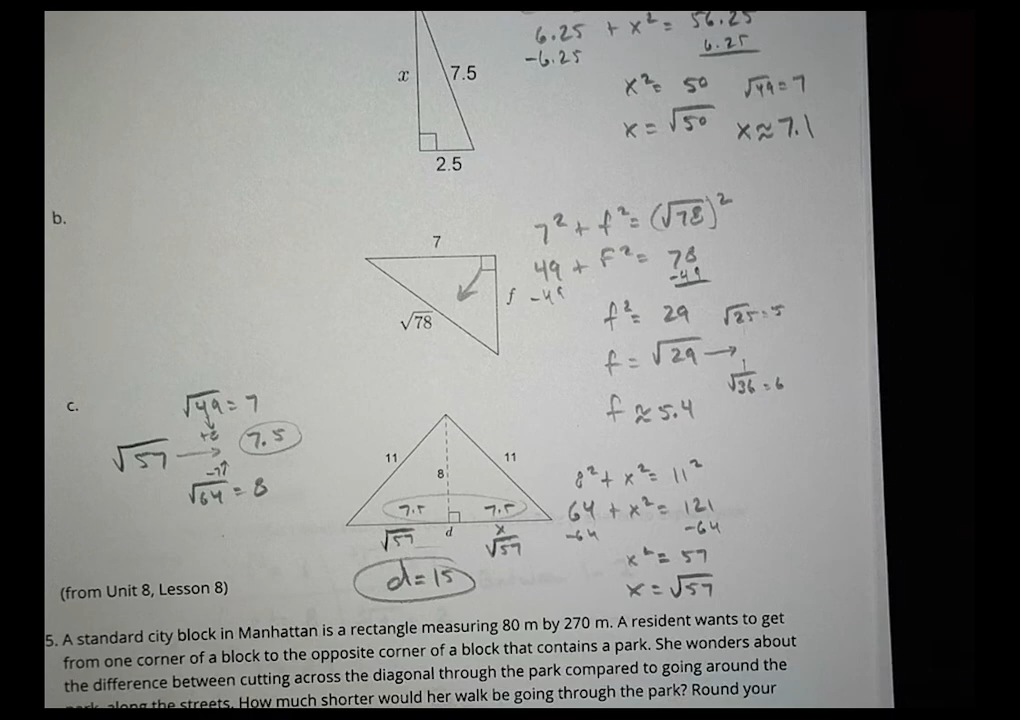 6.25 + x² = 56.25
-6.25 6.25
x 7.5
x² = 50 √49 = 7
x = √50 x ≈ 7.1
2.5
b.
7² + f² = (√78)²
7
49 + F² = 78
-49 -49
f
√78
f² = 29 √25 = 5
f = √29 → √36 = 6
f ≈ 5.4
c.
√49 = 7
+8
√57 → 7.5
-7
√64 = 8
11 11
8
8² + x² = 11²
7.5 7.5
64 + x² = 121
-64 -64
√57 d x √57
x² = 57
x = √57
d = 15
(from Unit 8, Lesson 8)
5. A standard city block in Manhattan is a rectangle measuring 80 m by 270 m. A resident wants to get
from one corner of a block to the opposite corner of a block that contains a park. She wonders about
the difference between cutting across the diagonal through the park compared to going around the
park along the streets. How much shorter would her walk be going through the park? Round your